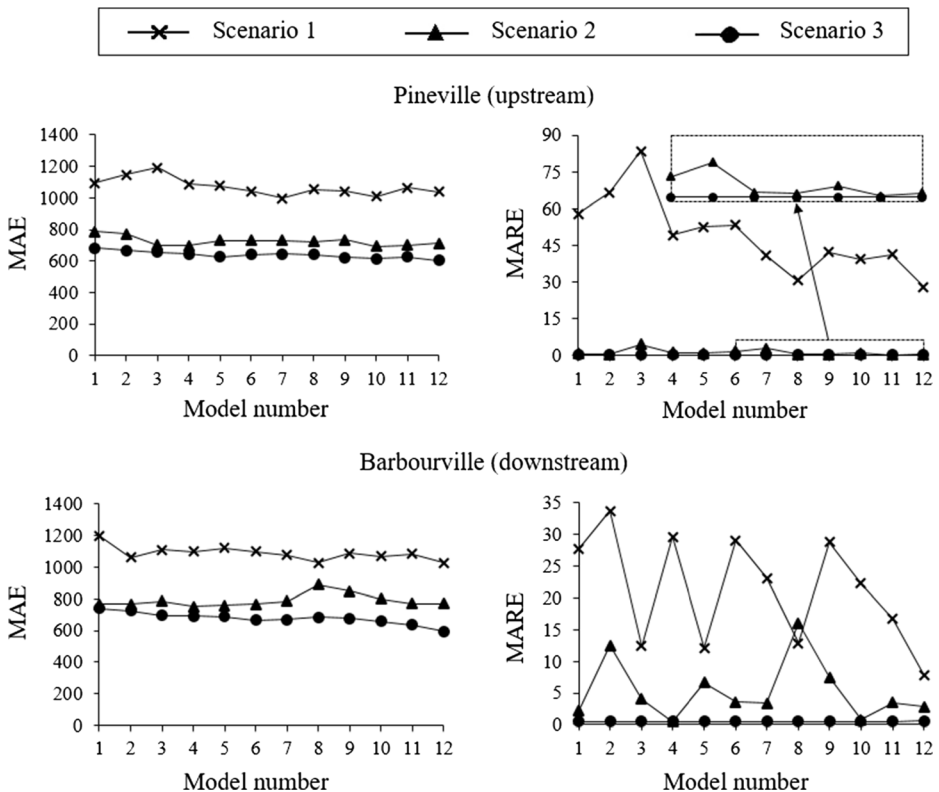 Scenario 1 Scenario 2 Scenario 3
Pineville (upstream)
MAE
1400
1200
1000
800
600
400
200
0
1 2 3 4 5 6 7 8 9 10 11 12
Model number
MARE
90
75
60
45
30
15
0
1 2 3 4 5 6 7 8 9 10 11 12
Model number
Barbourville (downstream)
MAE
1400
1200
1000
800
600
400
200
0
1 2 3 4 5 6 7 8 9 10 11 12
Model number
MARE
35
30
25
20
15
10
5
0
1 2 3 4 5 6 7 8 9 10 11 12
Model number